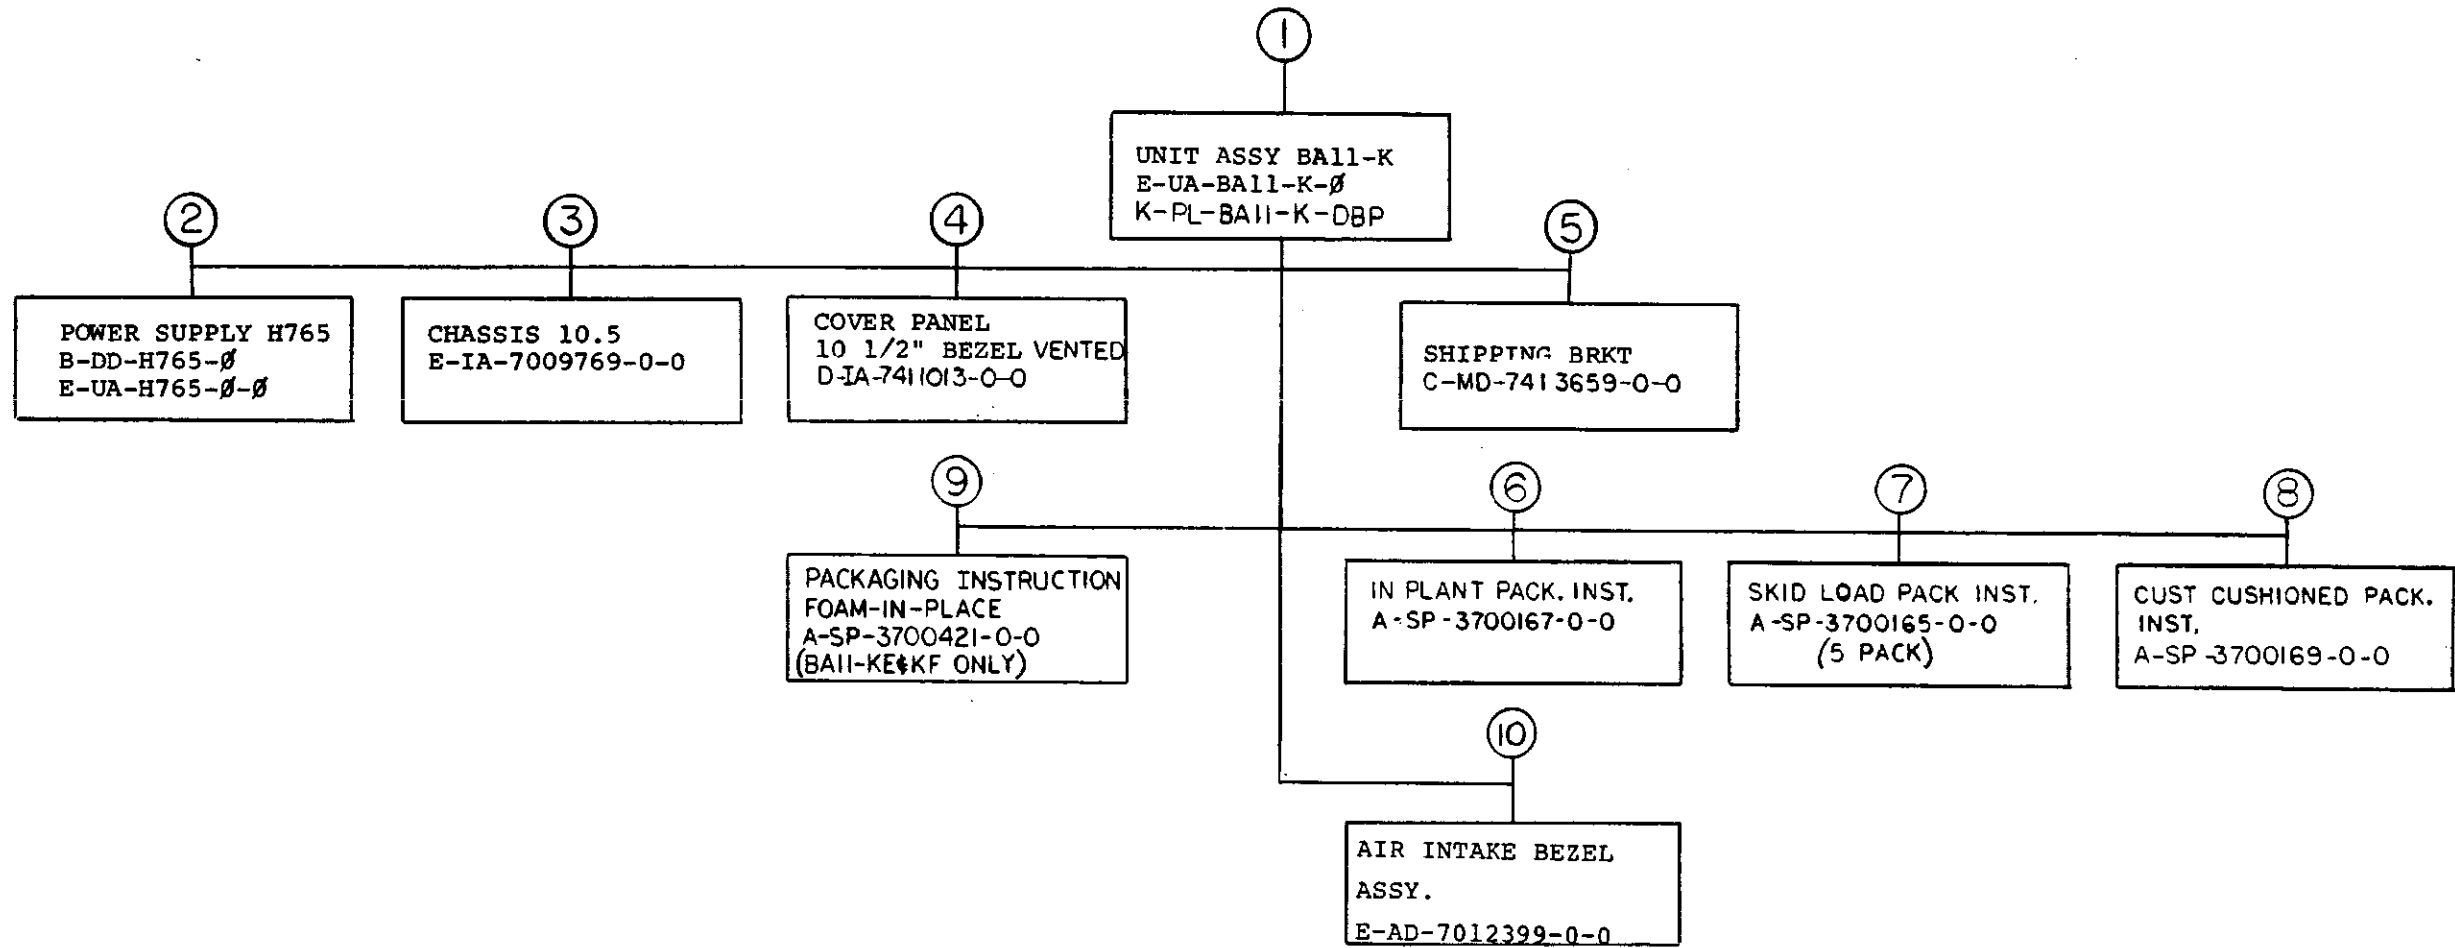 1
UNIT ASSY BA11-K
E-UA-BA11-K-Ø
K-PL-BA11-K-DBP
2
POWER SUPPLY H765
B-DD-H765-Ø
E-UA-H765-Ø-Ø
3
CHASSIS 10.5
E-IA-7009769-0-0
4
COVER PANEL
10 1/2" BEZEL VENTED
D-IA-7411013-0-0
5
SHIPPING BRKT
C-MD-7413659-0-0
9
PACKAGING INSTRUCTION
FOAM-IN-PLACE
A-SP-3700421-0-0
(BA11-KE&KF ONLY)
6
IN PLANT PACK. INST.
A-SP-3700167-0-0
7
SKID LOAD PACK INST.
A-SP-3700165-0-0
(5 PACK)
8
CUST CUSHIONED PACK.
INST.
A-SP-3700169-0-0
10
AIR INTAKE BEZEL
ASSY.
E-AD-7012399-0-0